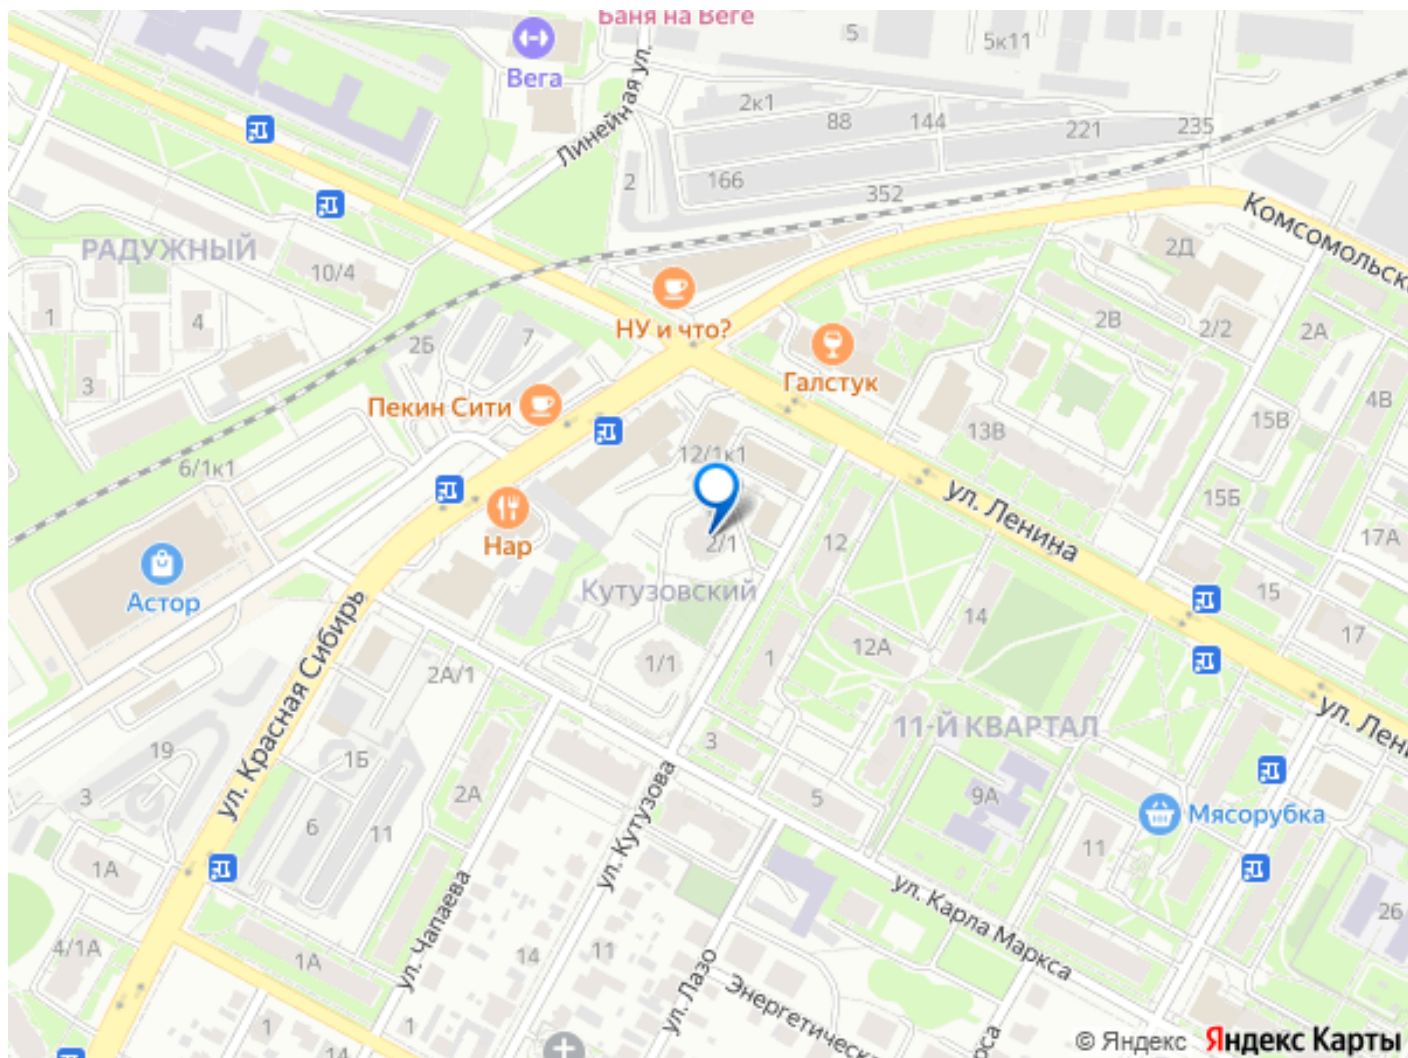 Баня на Веге
Вега
5
5к11
Линейная ул.
2к1
88
144
221
235
2
166
352
РАДУЖНЫЙ
10/4
Комсомольск
2Д
1
4
3
НУ и что?
2Б
7
Галстук
2В
2/2
2А
Пекин Сити
4В
15В
13В
12/1к1
6/1к1
15Б
ул. Ленина
17А
Нар
2/1
12
Астор
Кутузовский
14
15
17
1/1
1
12А
2А/1
ул. Красная Сибирь
11-Й КВАРТАЛ
ул. Лени
3
19
1Б
3
2А
5
9А
Мясорубка
6
11
11
ул. Кутузова
1А
ул. Карла Маркса
26
4/1А
1А
ул. Чапаева
14
11
ул. Лазо
Энергетическа
1
1
14
рса
© Яндекс Яндекс Карты